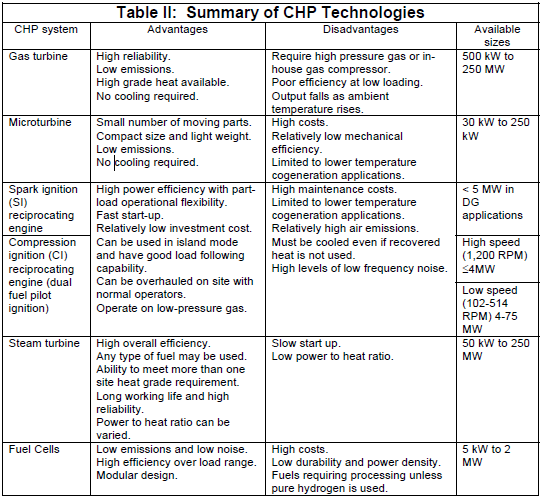 Table II: Summary of CHP Technologies
CHP system
Advantages
Disadvantages
Available
sizes
Gas turbine
High reliability.
Low emissions.
High grade heat available.
No cooling required.
Require high pressure gas or in-
house gas compressor.
Poor efficiency at low loading.
Output falls as ambient
temperature rises.
500 kW to
250 MW
Microturbine
Small number of moving parts.
Compact size and light weight.
Low emissions.
No cooling required.
High costs.
Relatively low mechanical
efficiency.
Limited to lower temperature
cogeneration applications.
30 kW to 250
kW
Spark ignition
(SI)
reciprocating
engine
Compression
ignition (CI)
reciprocating
engine (dual
fuel pilot
ignition)
High power efficiency with part-
load operational flexibility.
Fast start-up.
Relatively low investment cost.
Can be used in island mode
and have good load following
capability.
Can be overhauled on site with
normal operators.
Operate on low-pressure gas.
High maintenance costs.
Limited to lower temperature
cogeneration applications.
Relatively high air emissions.
Must be cooled even if recovered
heat is not used.
High levels of low frequency noise.
< 5 MW in
DG
applications
High speed
(1,200 RPM)
≤4MW
Low speed
(102-514
RPM) 4-75
MW
Steam turbine
High overall efficiency.
Any type of fuel may be used.
Ability to meet more than one
site heat grade requirement.
Long working life and high
reliability.
Power to heat ratio can be
varied.
Slow start up.
Low power to heat ratio.
50 kW to 250
MW
Fuel Cells
Low emissions and low noise.
High efficiency over load range.
Modular design.
High costs.
Low durability and power density.
Fuels requiring processing unless
pure hydrogen is used.
5 kW to 2
MW